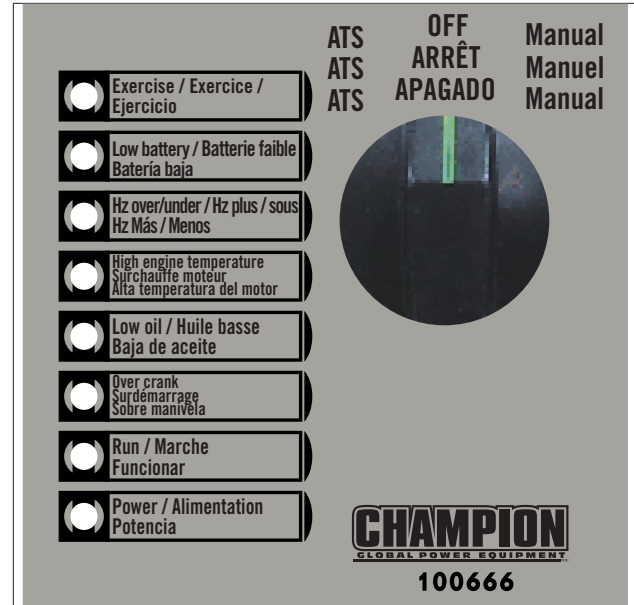 ATS OFF Manual
ATS ARRÊT Manuel
ATS APAGADO Manual
Exercise / Exercice /
Ejercicio
Low battery / Batterie faible
Batería baja
Hz over/under / Hz plus / sous
Hz Más / Menos
High engine temperature
Surchauffe moteur
Alta temperatura del motor
Low oil / Huile basse
Baja de aceite
Over crank
Surdémarrage
Sobre manivela
Run / Marche
Funcionar
Power / Alimentation
Potencia
CHAMPION
GLOBAL POWER EQUIPMENT
100666